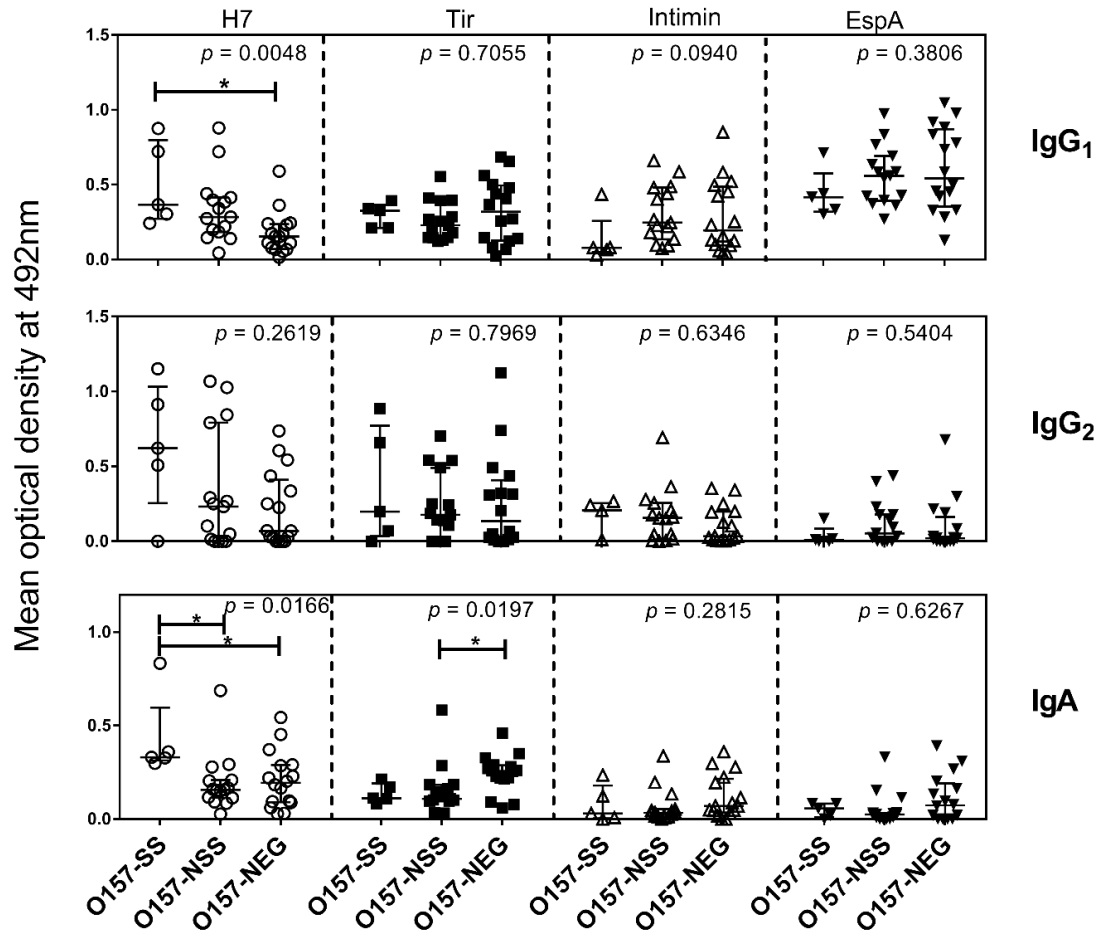 H7 Tir Intimin EspA
Mean optical density at 492nm
1.5
p = 0.0048 p = 0.7055 p = 0.0940 p = 0.3806
*
1.0
IgG1
0.5
0.0
1.5
p = 0.2619 p = 0.7969 p = 0.6346 p = 0.5404
1.0
IgG2
0.5
0.0
p = 0.0166 p = 0.0197 p = 0.2815 p = 0.6267
1.0
*
* *
IgA
0.5
0.0
O157-SS O157-NSS O157-NEG O157-SS O157-NSS O157-NEG O157-SS O157-NSS O157-NEG O157-SS O157-NSS O157-NEG